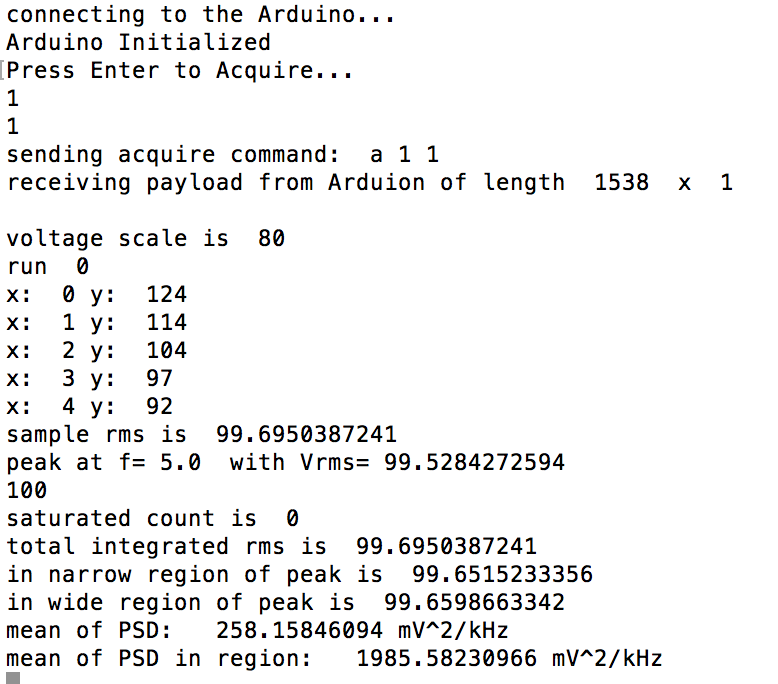 connecting to the Arduino...
Arduino Initialized
[Press Enter to Acquire...
1
1
sending acquire command:  a 1 1
receiving payload from Arduion of length  1538  x  1
voltage scale is  80
run  0
x:  0 y:  124
x:  1 y:  114
x:  2 y:  104
x:  3 y:  97
x:  4 y:  92
sample rms is  99.6950387241
peak at f= 5.0  with Vrms= 99.5284272594
100
saturated count is  0
total integrated rms is  99.6950387241
in narrow region of peak is  99.6515233356
in wide region of peak is  99.6598663342
mean of PSD:   258.15846094 mV^2/kHz
mean of PSD in region:   1985.58230966 mV^2/kHz